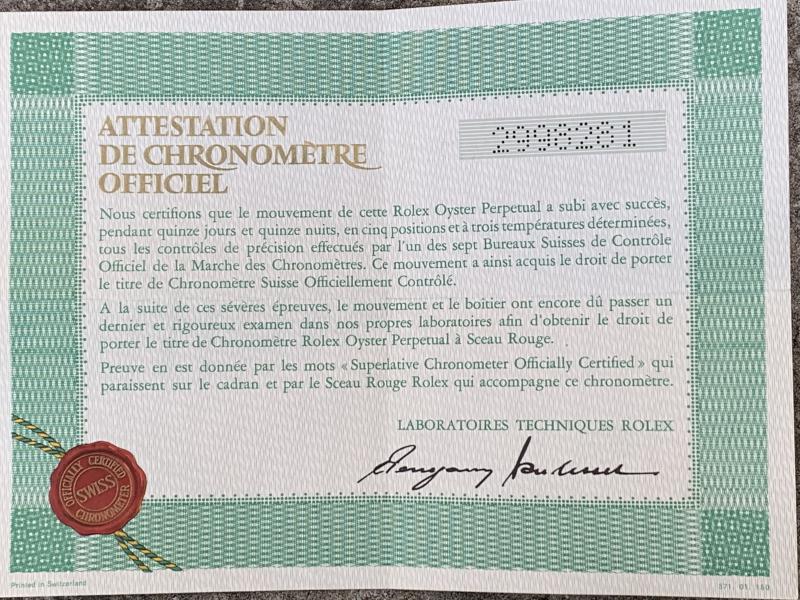 ATTESTATION
DE CHRONOMÈTRE
OFFICIEL
2998281
Nous certifions que le mouvement de cette Rolex Oyster Perpetual a subi avec succès,
pendant quinze jours et quinze nuits, en cinq positions et à trois températures déterminées,
tous les contrôles de précision effectués par l'un des sept Bureaux Suisses de Contrôle
Officiel de la Marche des Chronomètres. Ce mouvement a ainsi acquis le droit de porter
le titre de Chronomètre Suisse Officiellement Contrôlé.
A la suite de ces sévères épreuves, le mouvement et le boitier ont encore dû passer un
dernier et rigoureux examen dans nos propres laboratoires afin d'obtenir le droit de
porter le titre de Chronomètre Rolex Oyster Perpetual à Sceau Rouge.
Preuve en est donnée par les mots «Superlative Chronometer Officially Certified» qui
paraissent sur le cadran et par le Sceau Rouge Rolex qui accompagne ce chronomètre.
LABORATOIRES TECHNIQUES ROLEX
OFFICIALLY CERTIFIED
SWISS
CHRONOMETER
Printed in Switzerland
571. 01. 150